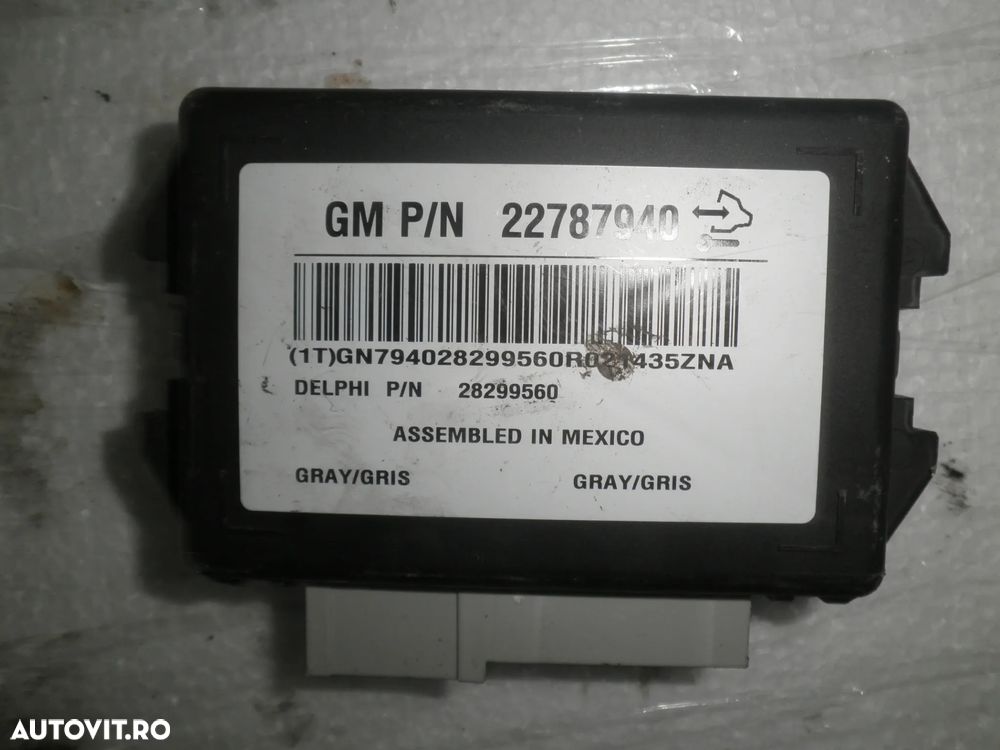 GM P/N 22787940
(1T)GN794028299560R021435ZNA
DELPHI P/N 28299560
ASSEMBLED IN MEXICO
GRAY/GRIS GRAY/GRIS
AUTOVIT.RO